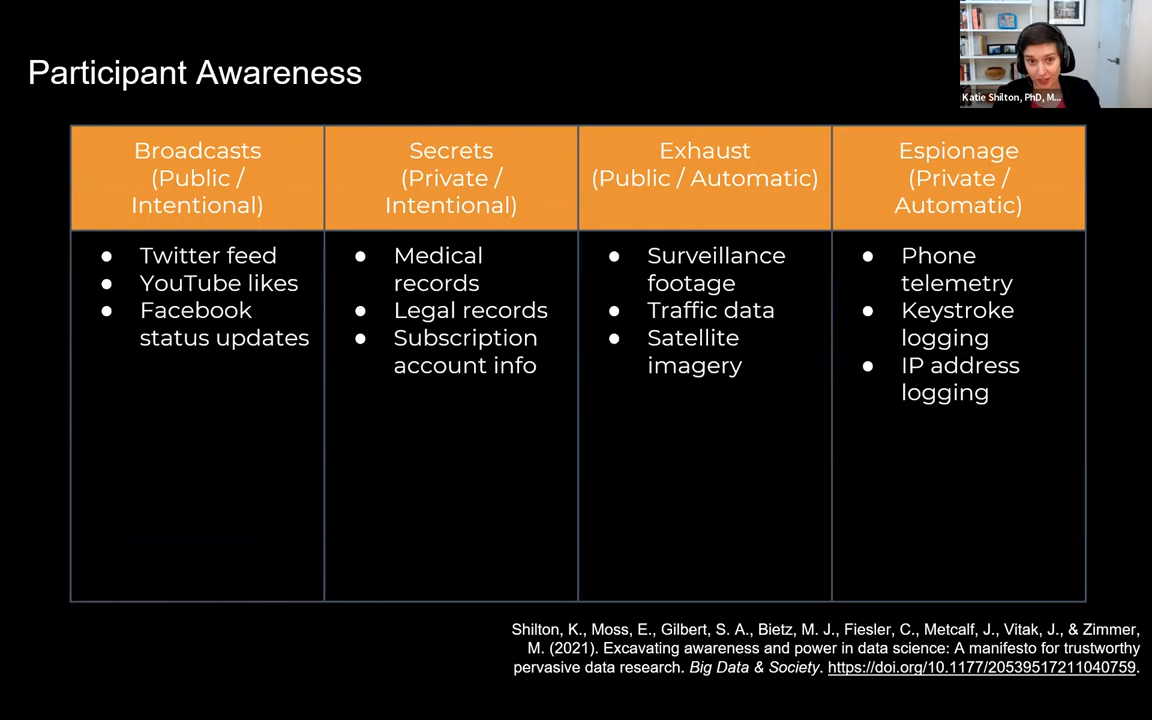 Participant Awareness
Katie Shilton, PhD, M...
Broadcasts
(Public /
Intentional)
Secrets
(Private /
Intentional)
Exhaust
(Public / Automatic)
Espionage
(Private /
Automatic)
● Twitter feed
● YouTube likes
● Facebook
status updates
● Medical
records
● Legal records
● Subscription
account info
● Surveillance
footage
● Traffic data
● Satellite
imagery
● Phone
telemetry
● Keystroke
logging
● IP address
logging
Shilton, K., Moss, E., Gilbert, S. A., Bietz, M. J., Fiesler, C., Metcalf, J., Vitak, J., & Zimmer,
M. (2021). Excavating awareness and power in data science: A manifesto for trustworthy
pervasive data research. Big Data & Society. https://doi.org/10.1177/20539517211040759.